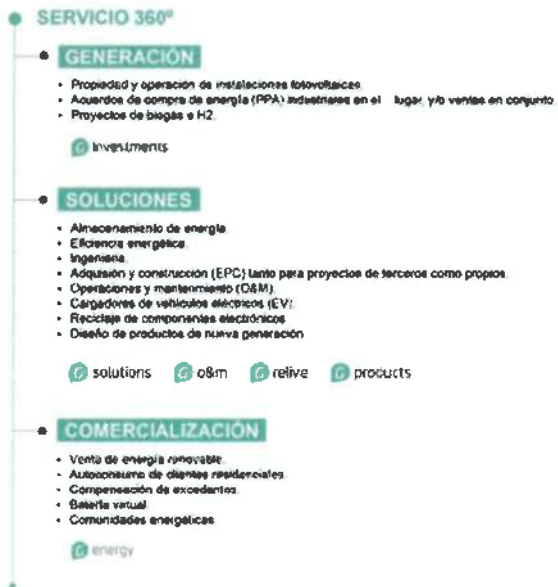 SERVICIO 360º
GENERACIÓN
• Propiedad y operación de instalaciones fotovoltaicas.
• Acuerdos de compra de energía (PPA) industriales en el lugar, y/o ventas en conjunto.
• Proyectos de biogás e H2.
G investments
SOLUCIONES
• Almacenamiento de energía.
• Eficiencia energética.
• Ingeniería.
• Adquisión y construcción (EPC) tanto para proyectos de terceros como propios.
• Operaciones y mantenimiento (O&M).
• Cargadores de vehículos eléctricos (EV).
• Reciclaje de componentes electrónicos.
• Diseño de productos de nueva generación
G solutions G o&m G relive G products
COMERCIALIZACIÓN
• Venta de energía renovable.
• Autoconsumo de clientes residenciales.
• Compensación de excedentes.
• Batería virtual.
• Comunidades energéticas
G energy